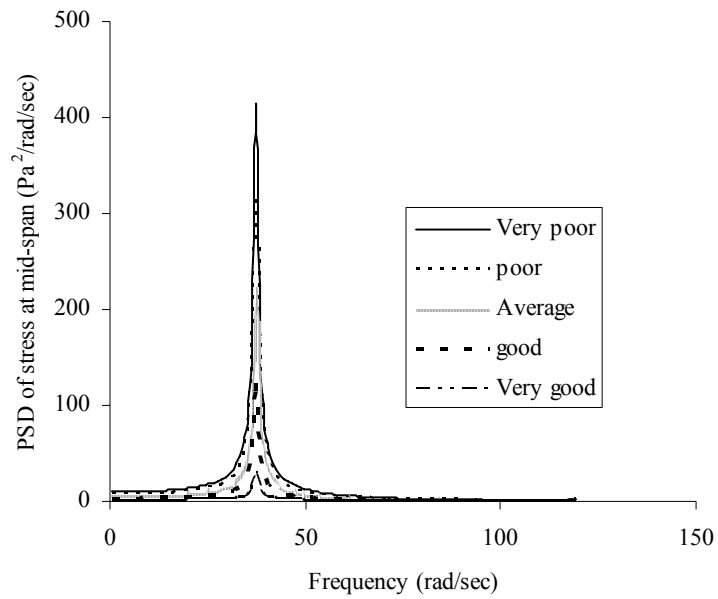 500
400
300
200
100
0
PSD of stress at mid-span (Pa²/rad/sec)
Very poor
poor
Average
good
Very good
0 50 100 150
Frequency (rad/sec)